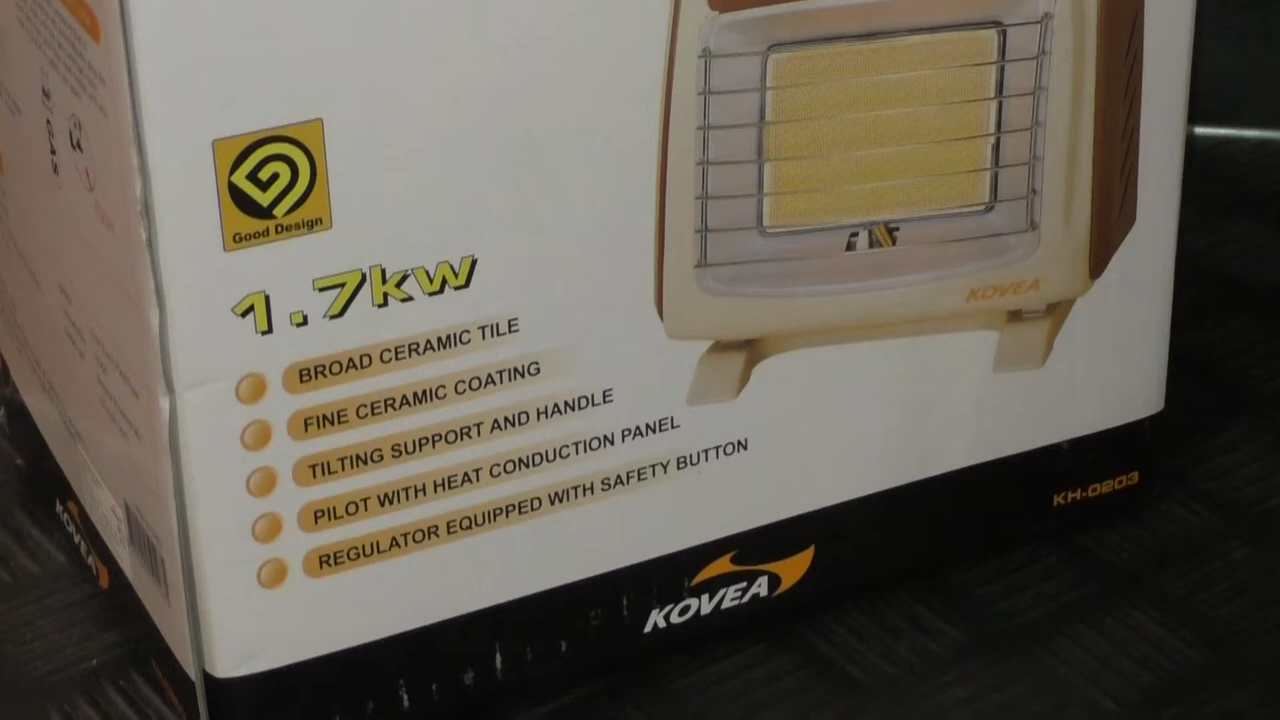 Good Design
1.7kw
BROAD CERAMIC TILE
FINE CERAMIC COATING
TILTING SUPPORT AND HANDLE
PILOT WITH HEAT CONDUCTION PANEL
REGULATOR EQUIPPED WITH SAFETY BUTTON
KOVEA
KH-0203
KOVEA
GAS
KOVEA